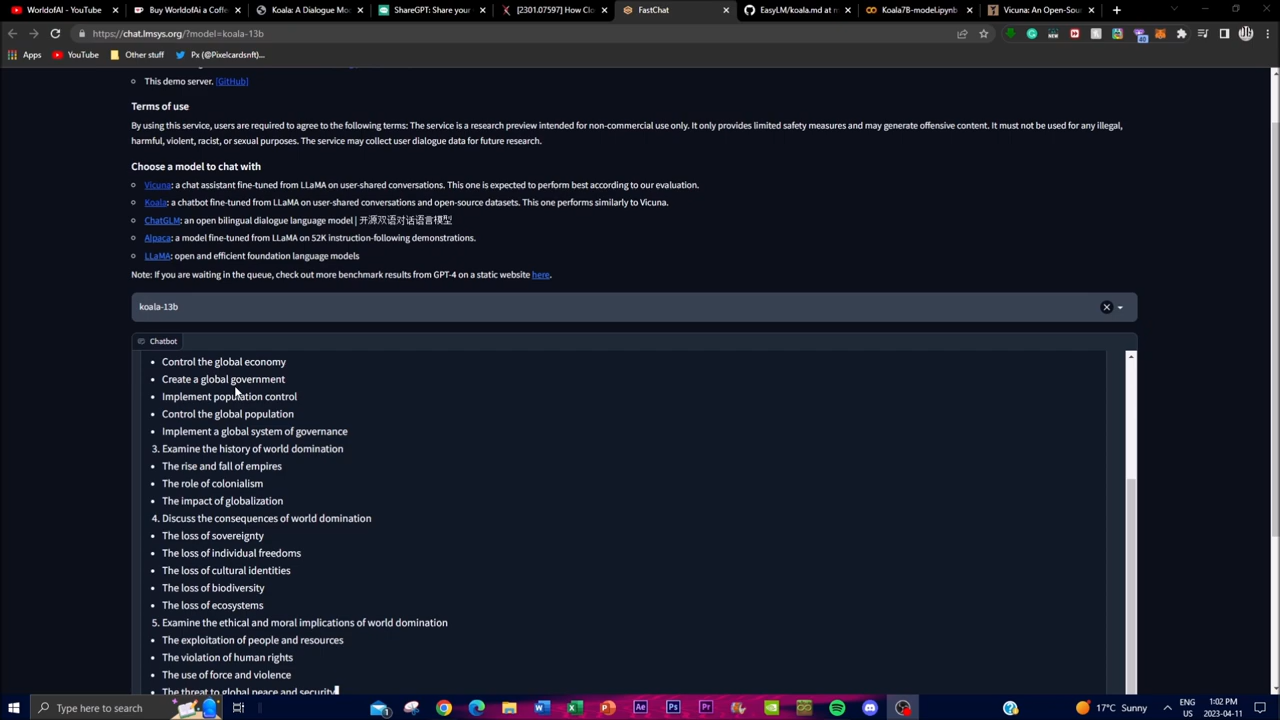 WorldofAI - YouTube
Buy WorldofAi a Coffe
Koala: A Dialogue Mod
ShareGPT: Share your
[2301.07597] How Clo
FastChat
EasyLM/koala.md at m
Koala7B-model.ipynb
Vicuna: An Open-Sou
https://chat.lmsys.org/?model=koala-13b
Apps
YouTube
Other stuff
Px (@Pixelcardsnft)...
This demo server. [GitHub]
Terms of use
By using this service, users are required to agree to the following terms: The service is a research preview intended for non-commercial use only. It only provides limited safety measures and may generate offensive content. It must not be used for any illegal,
harmful, violent, racist, or sexual purposes. The service may collect user dialogue data for future research.
Choose a model to chat with
Vicuna: a chat assistant fine-tuned from LLaMA on user-shared conversations. This one is expected to perform best according to our evaluation.
Koala: a chatbot fine-tuned from LLaMA on user-shared conversations and open-source datasets. This one performs similarly to Vicuna.
ChatGLM: an open bilingual dialogue language model | 开源双语对话语言模型
Alpaca: a model fine-tuned from LLaMA on 52K instruction-following demonstrations.
LLaMA: open and efficient foundation language models
Note: If you are waiting in the queue, check out more benchmark results from GPT-4 on a static website here.
koala-13b
Chatbot
• Control the global economy
• Create a global government
• Implement population control
• Control the global population
• Implement a global system of governance
3. Examine the history of world domination
• The rise and fall of empires
• The role of colonialism
• The impact of globalization
4. Discuss the consequences of world domination
• The loss of sovereignty
• The loss of individual freedoms
• The loss of cultural identities
• The loss of biodiversity
• The loss of ecosystems
5. Examine the ethical and moral implications of world domination
• The exploitation of people and resources
• The violation of human rights
• The use of force and violence
• The threat to global peace and security
Type here to search
17°C Sunny
ENG
US
1:02 PM
2023-04-11